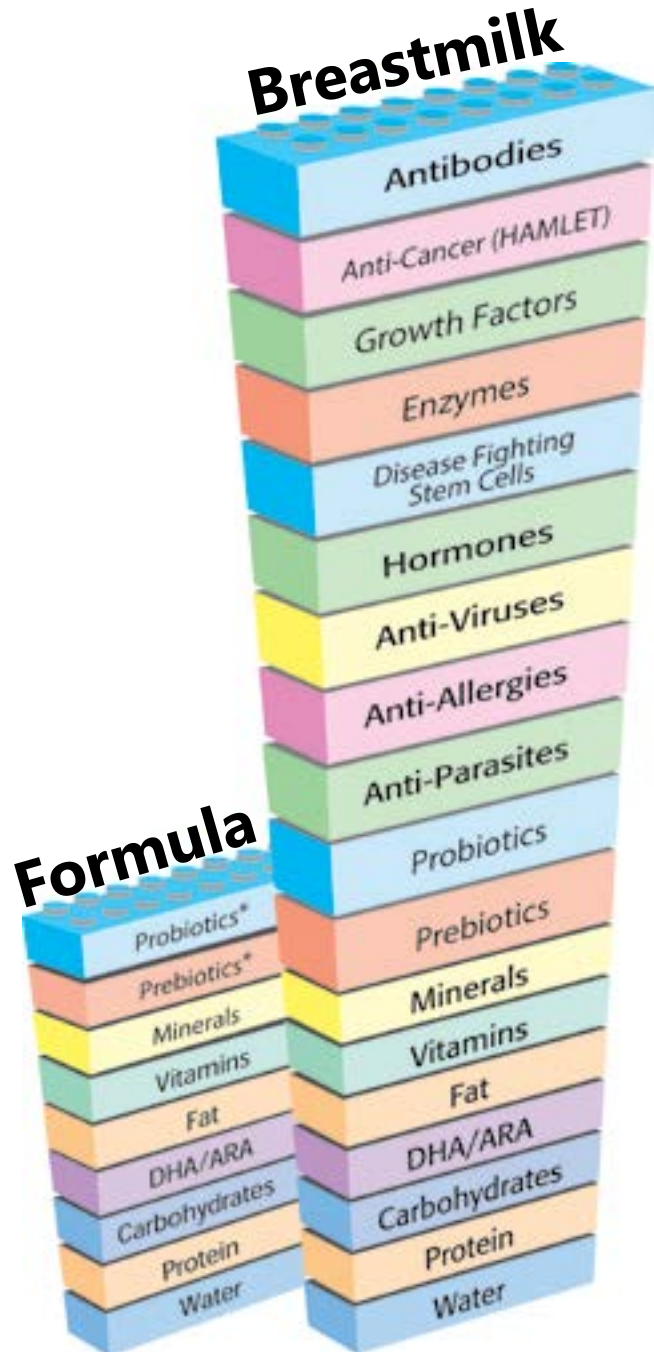 Breastmilk
Antibodies
Anti-Cancer (HAMLET)
Growth Factors
Enzymes
Disease Fighting
Stem Cells
Hormones
Anti-Viruses
Anti-Allergies
Anti-Parasites
Probiotics
Prebiotics
Minerals
Vitamins
Fat
DHA/ARA
Carbohydrates
Protein
Water
Formula
Probiotics*
Prebiotics*
Minerals
Vitamins
Fat
DHA/ARA
Carbohydrates
Protein
Water